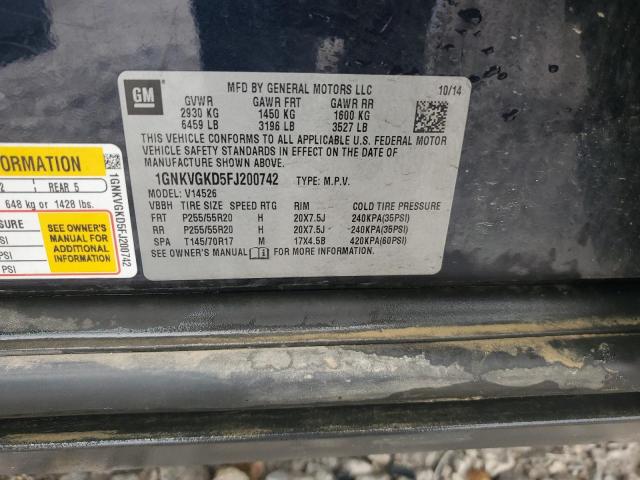 GM
MFD BY GENERAL MOTORS LLC 10/14
GVWR GAWR FRT GAWR RR
2930 KG 1450 KG 1600 KG
6459 LB 3196 LB 3527 LB
THIS VEHICLE CONFORMS TO ALL APPLICABLE U.S. FEDERAL MOTOR
VEHICLE SAFETY STANDARDS IN EFFECT ON THE DATE OF
MANUFACTURE SHOWN ABOVE.
1GNKVGKD5FJ200742 TYPE: M.P.V.
MODEL: V14526
VBBH TIRE SIZE SPEED RTG RIM COLD TIRE PRESSURE
FRT P255/55R20 H 20X7.5J 240KPA(35PSI)
RR P255/55R20 H 20X7.5J 240KPA(35PSI)
SPA T145/70R17 M 17X4.5B 420KPA(60PSI)
SEE OWNER'S MANUAL FOR MORE INFORMATION.
FORMATION
2 REAR 5
648 kg or 1428 lbs.
SEE OWNER'S
MANUAL FOR
ADDITIONAL
INFORMATION
PSI
1GNKVGKD5FJ200742